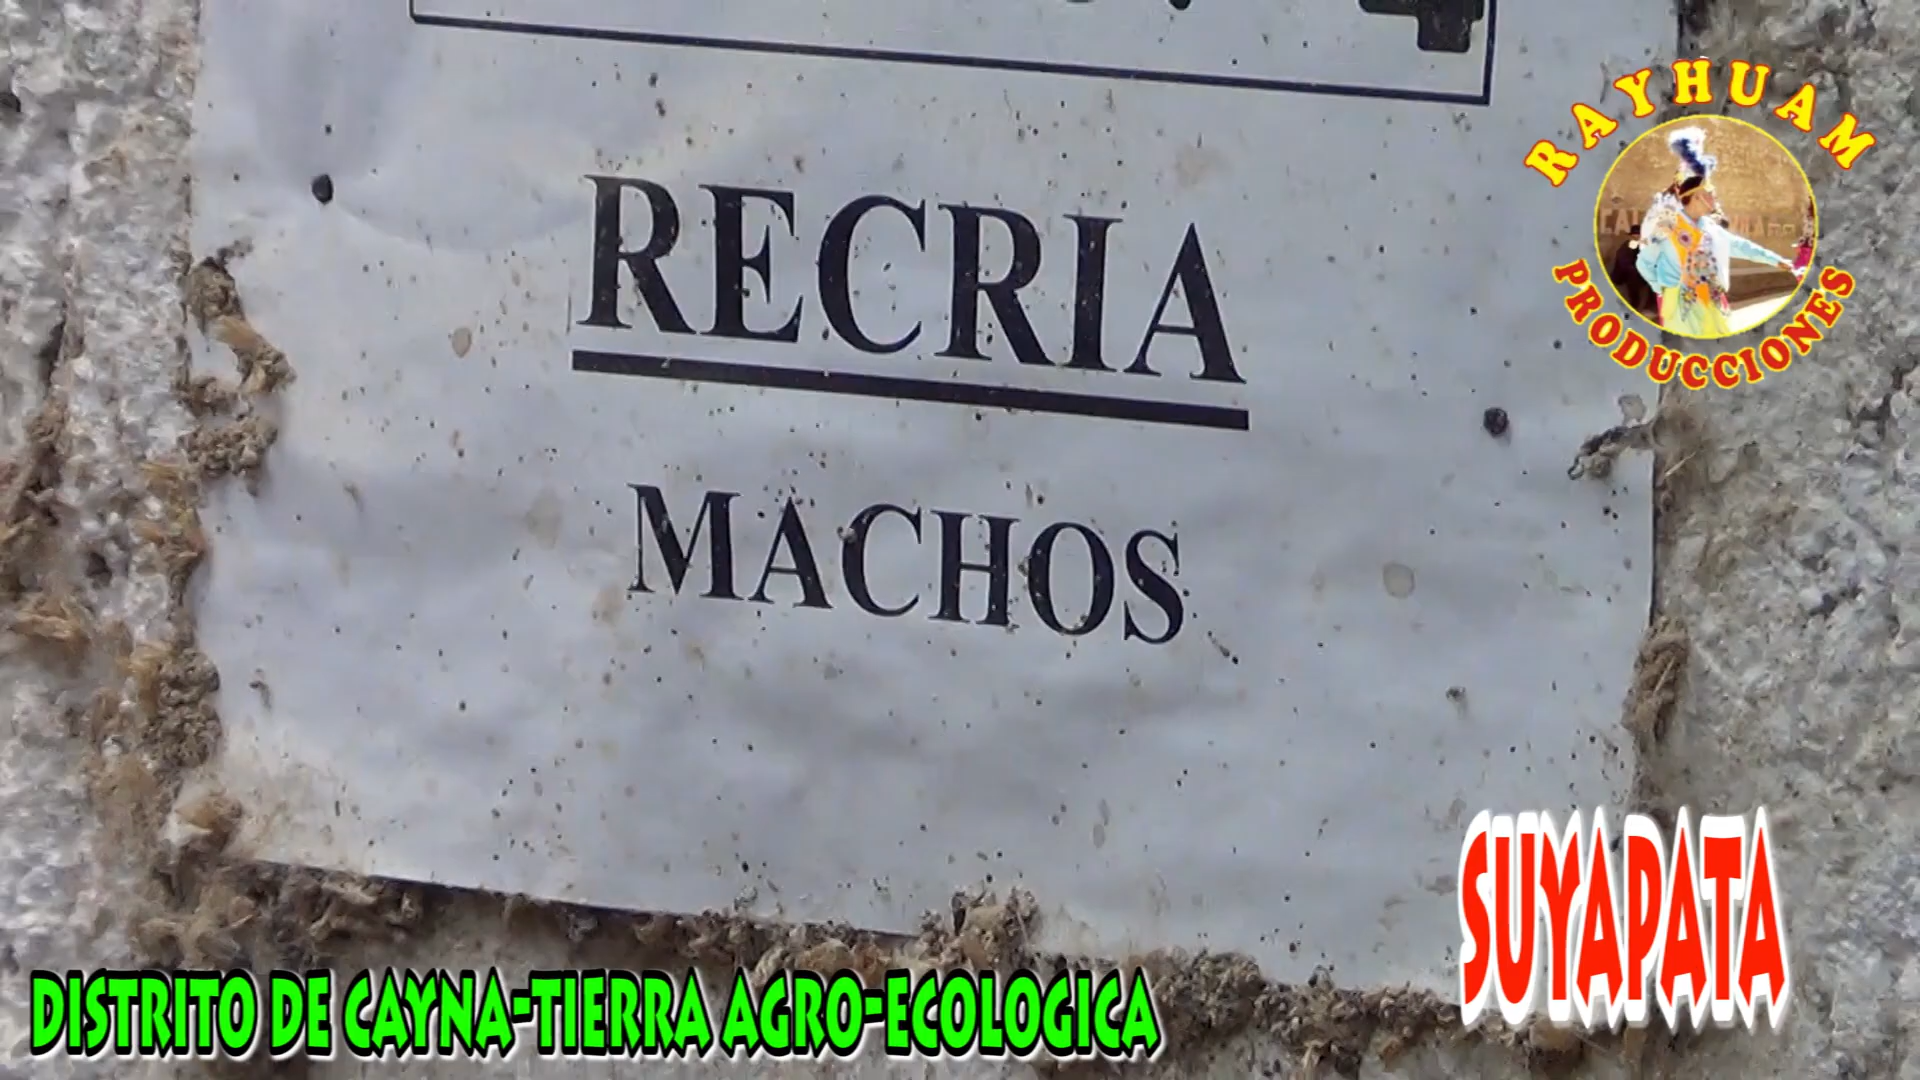 RECRIA
MACHOS
RAYHUAM
PRODUCCIONES
SUYAPATA
DISTRITO DE CAYNA-TIERRA AGRO-ECOLOGICA